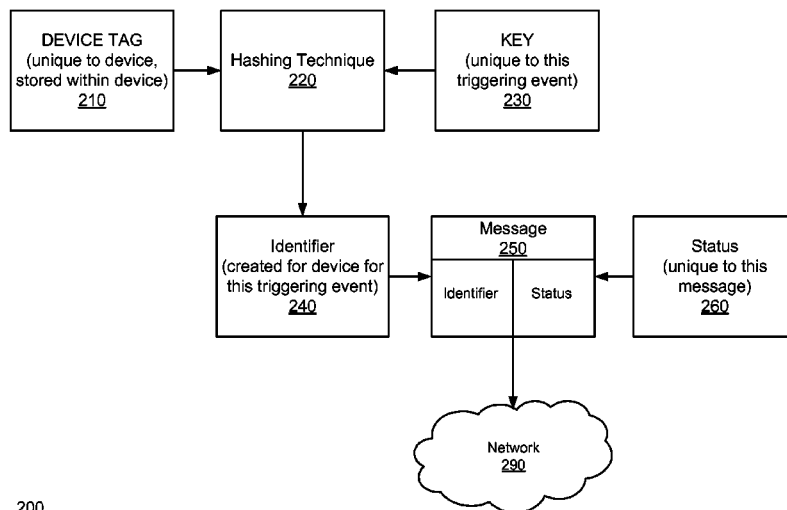 DEVICE TAG
(unique to device,
stored within device)
210
Hashing Technique
220
KEY
(unique to this
triggering event)
230
Identifier
(created for device for
this triggering event)
240
Message
250
Identifier
Status
Status
(unique to this
message)
260
Network
290
200